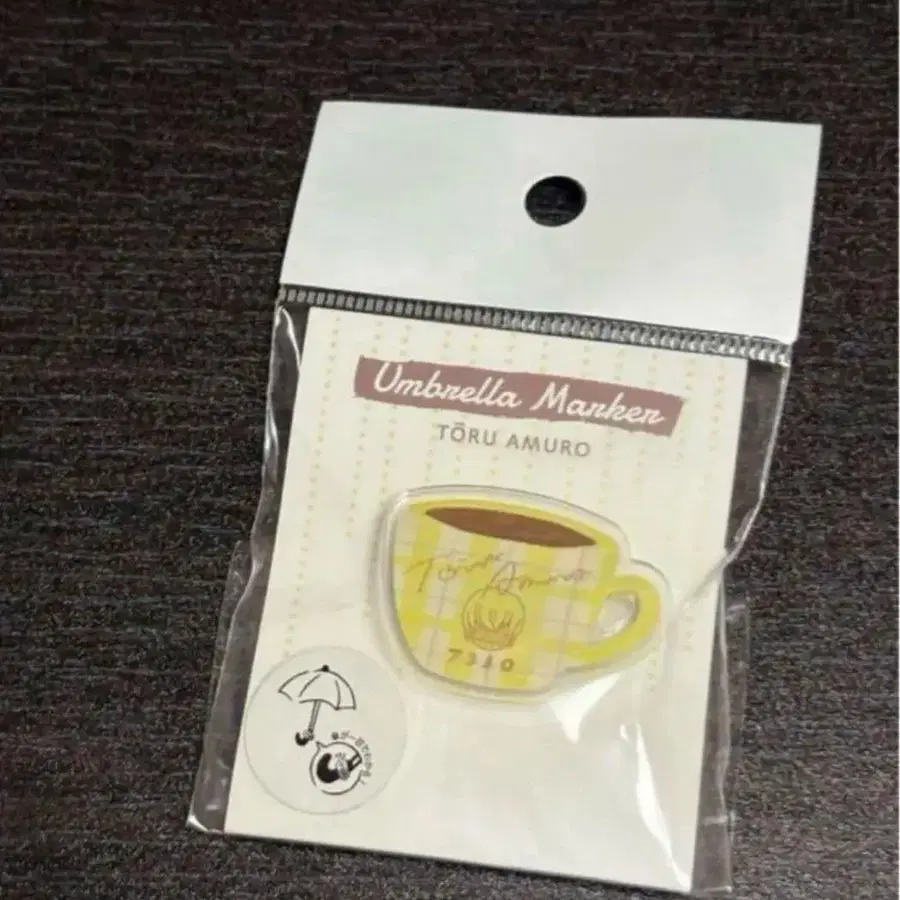 Umbrella Marker
TŌRU AMURO
Tōru Amuro
7310